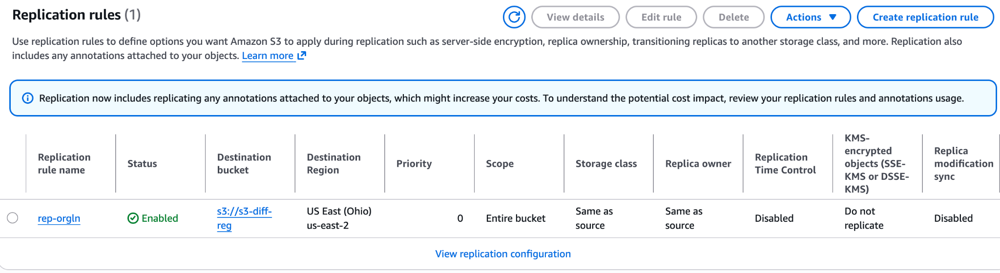 Replication rules (1)
View details
Edit rule
Delete
Actions
Create replication rule
Use replication rules to define options you want Amazon S3 to apply during replication such as server-side encryption, replica ownership, transitioning replicas to another storage class, and more. Replication also
includes any annotations attached to your objects. Learn more
Replication now includes replicating any annotations attached to your objects, which might increase your costs. To understand the potential cost impact, review your replication rules and annotations usage.
Replication
rule name
Status
Destination
bucket
Destination
Region
Priority
Scope
Storage class
Replica owner
Replication
Time Control
KMS-
encrypted
objects (SSE-
KMS or DSSE-
KMS)
Replica
modification
sync
rep-orgln
Enabled
s3://s3-diff-
reg
US East (Ohio)
us-east-2
0
Entire bucket
Same as
source
Same as
source
Disabled
Do not
replicate
Disabled
View replication configuration